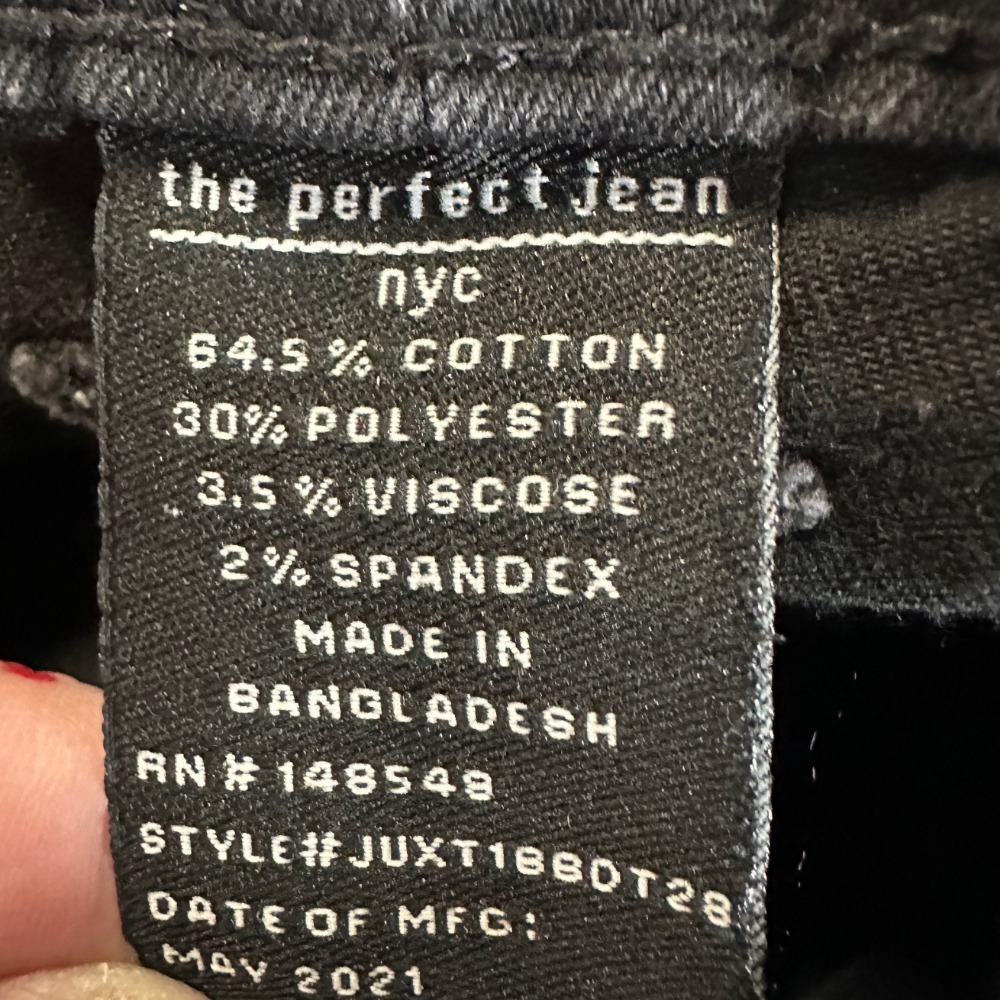 the perfect jean
nyc
64.5% COTTON
30% POLYESTER
3.5% VISCOSE
2% SPANDEX
MADE IN
BANGLADESH
RN# 148549
STYLE#JUXT188DT28
DATE OF MFG:
MAY 2021